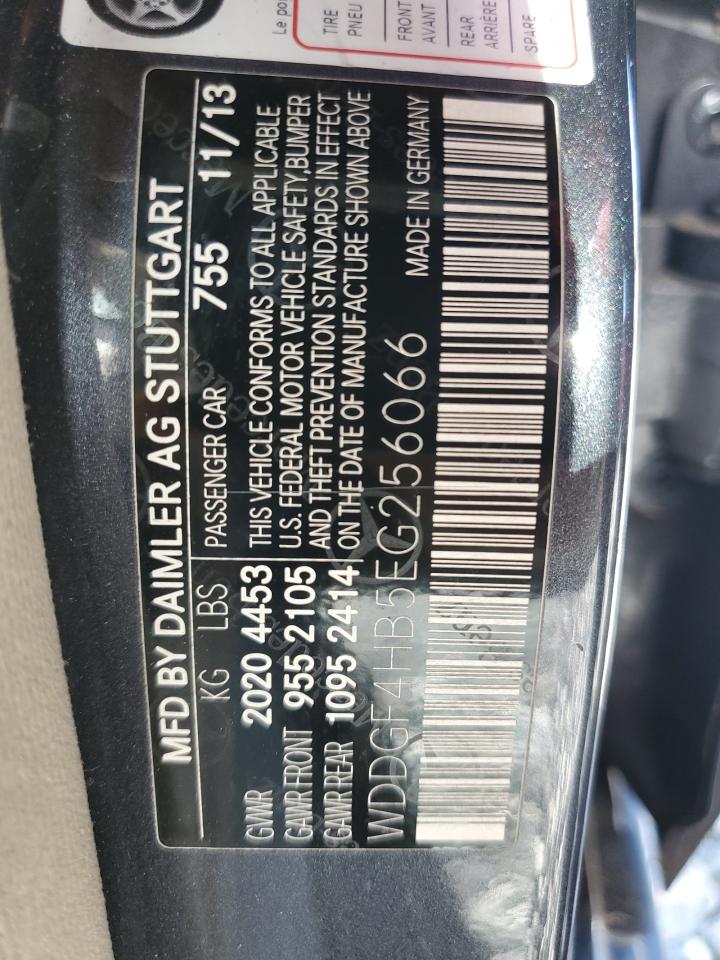 Le po
TIRE
PNEU
FRONT
AVANT
REAR
ARRIÈRE
SPARE
MFD BY DAIMLER AG STUTTGART
KG LBS PASSENGER CAR 755 11/13
GVWR 2020 4453 THIS VEHICLE CONFORMS TO ALL APPLICABLE
GAWR FRONT 955 2105 U.S. FEDERAL MOTOR VEHICLE SAFETY,BUMPER
AND THEFT PREVENTION STANDARDS IN EFFECT
GAWR REAR 1095 2414 ON THE DATE OF MANUFACTURE SHOWN ABOVE
WDDGF4HB5EG256066 MADE IN GERMANY